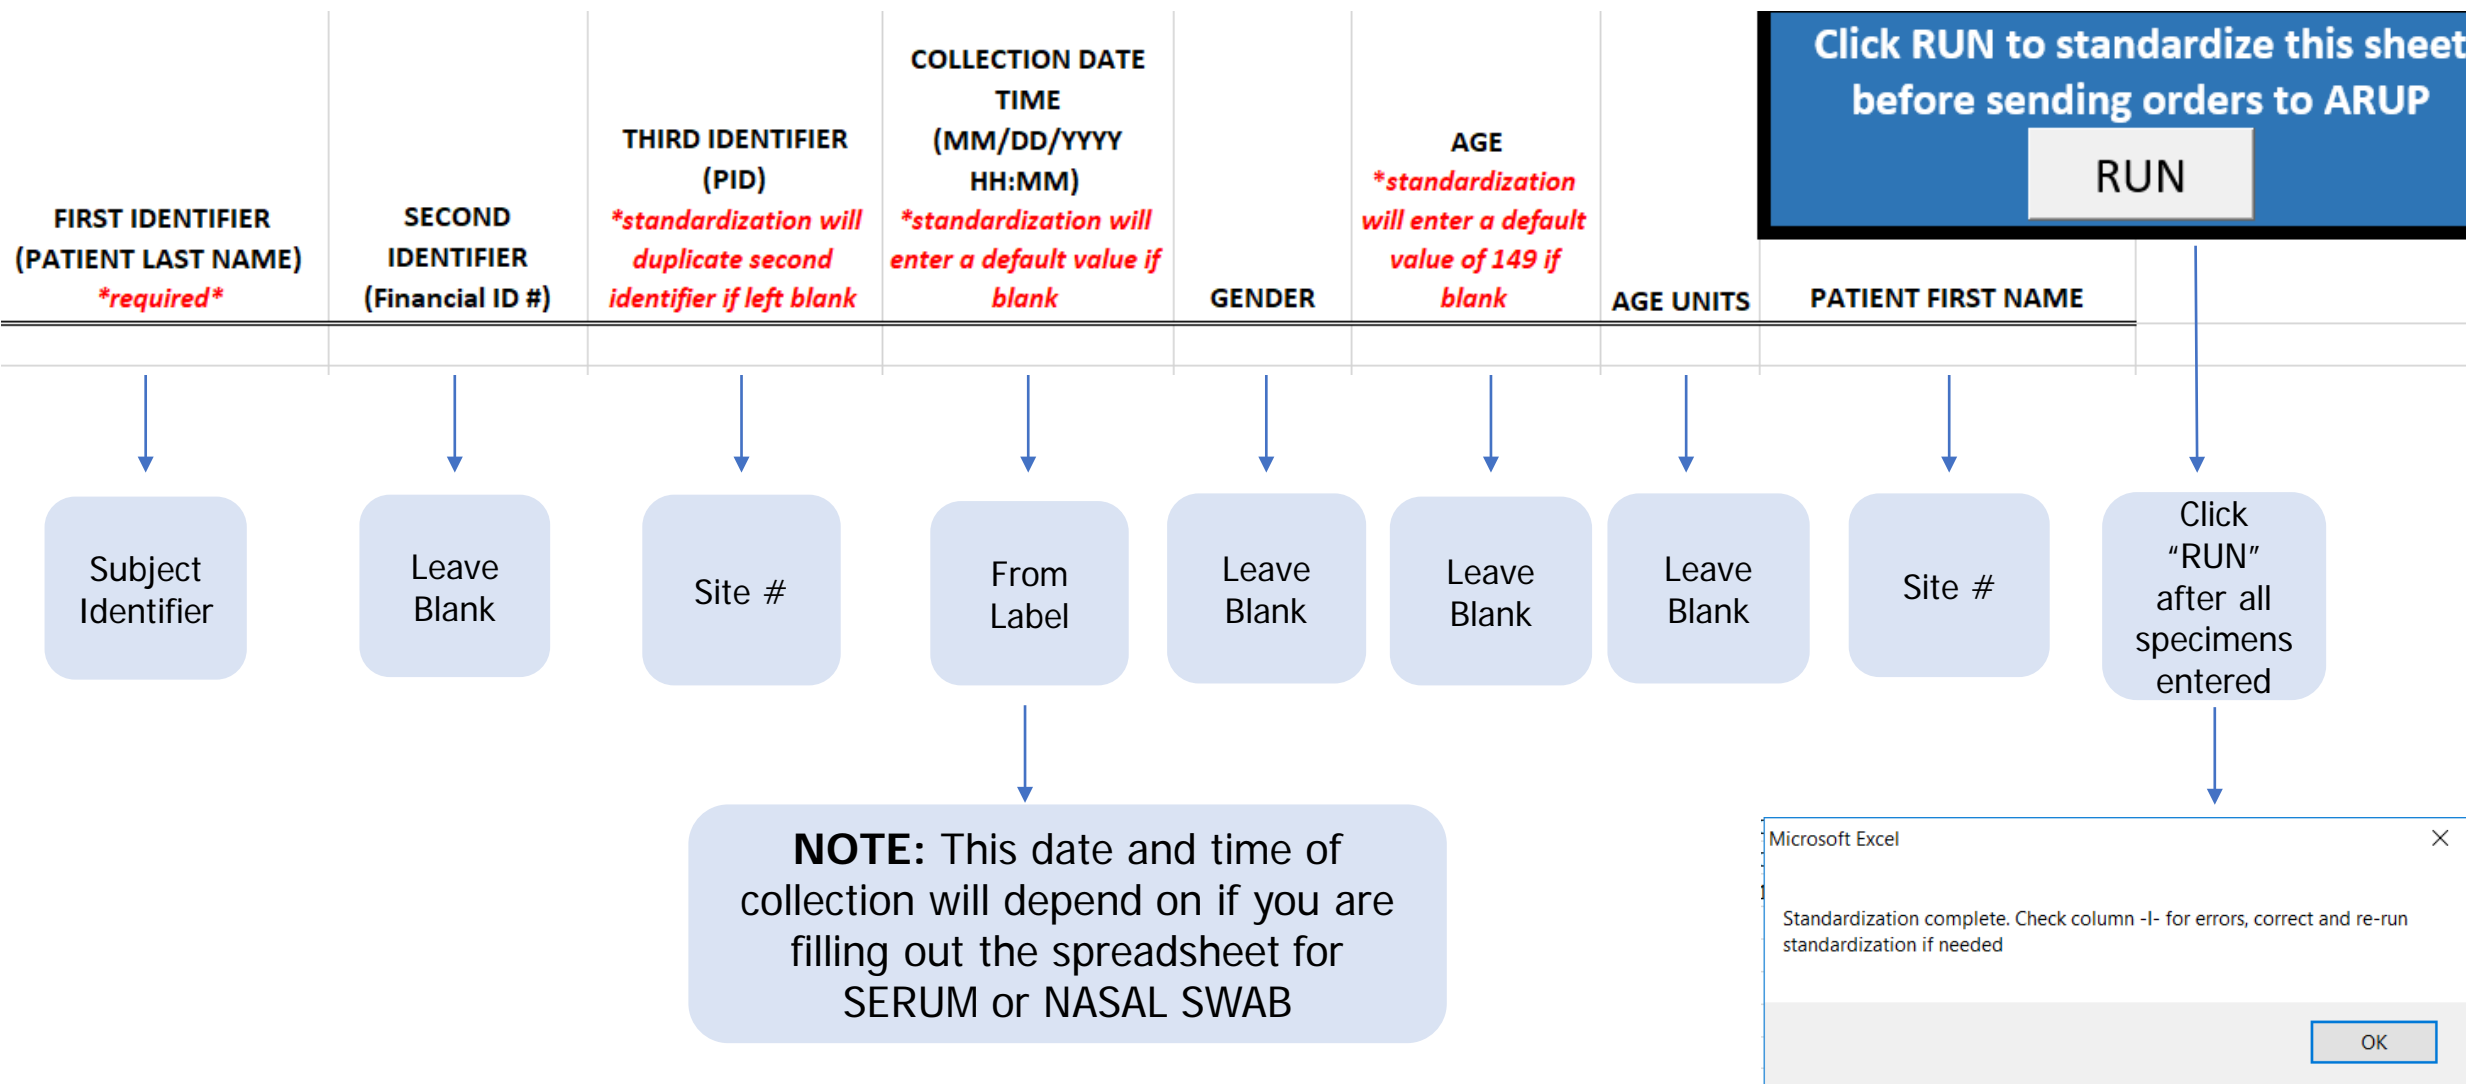 FIRST IDENTIFIER
(PATIENT LAST NAME)
*required*
SECOND
IDENTIFIER
(Financial ID #)
THIRD IDENTIFIER
(PID)
*standardization will
duplicate second
identifier if left blank
COLLECTION DATE
TIME
(MM/DD/YYYY
HH:MM)
*standardization will
enter a default value if
blank
GENDER
AGE
*standardization
will enter a default
value of 149 if
blank
AGE UNITS
PATIENT FIRST NAME
Click RUN to standardize this sheet
before sending orders to ARUP
RUN
Subject
Identifier
Leave
Blank
Site #
From
Label
Leave
Blank
Leave
Blank
Leave
Blank
Site #
Click
“RUN”
after all
specimens
entered
NOTE: This date and time of
collection will depend on if you are
filling out the spreadsheet for
SERUM or NASAL SWAB
Microsoft Excel
Standardization complete. Check column -I- for errors, correct and re-run
standardization if needed
OK